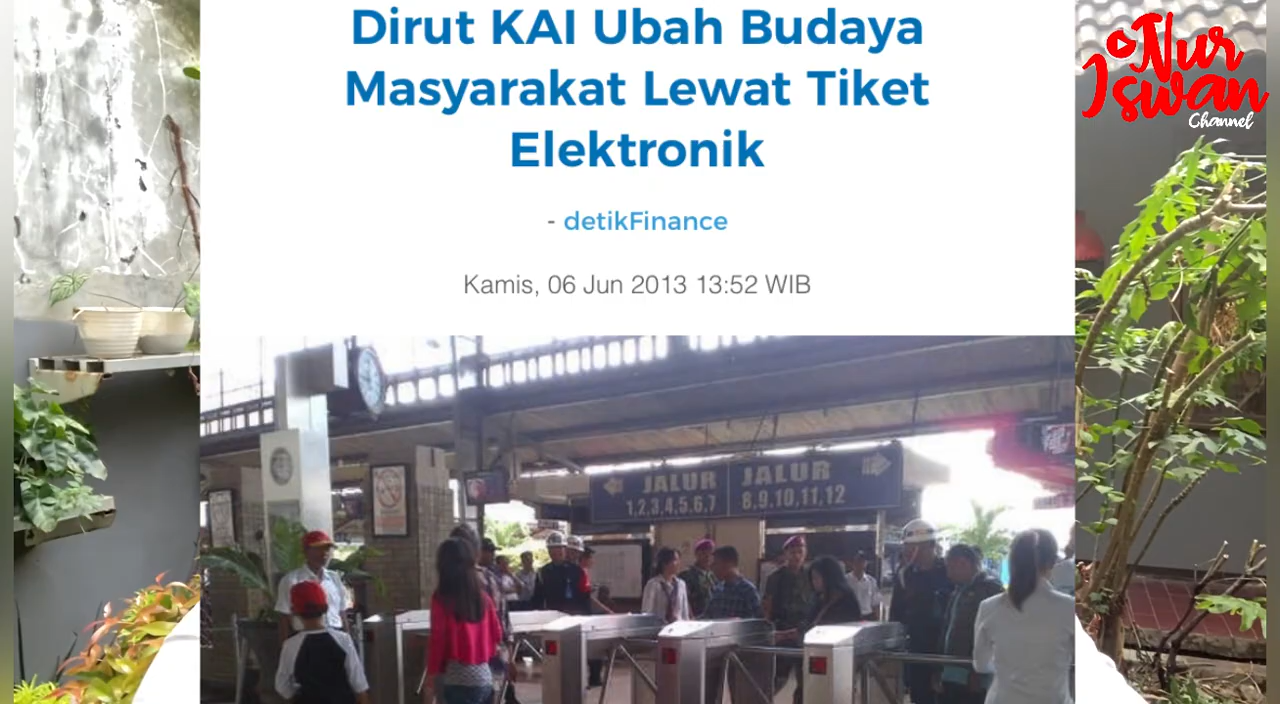 Dirut KAI Ubah Budaya
Masyarakat Lewat Tiket
Elektronik
- detikFinance
Kamis, 06 Jun 2013 13:52 WIB
Nur
Iswan
Channel
JALUR
1,2,3,4,5,6,7
JALUR
8,9,10,11,12